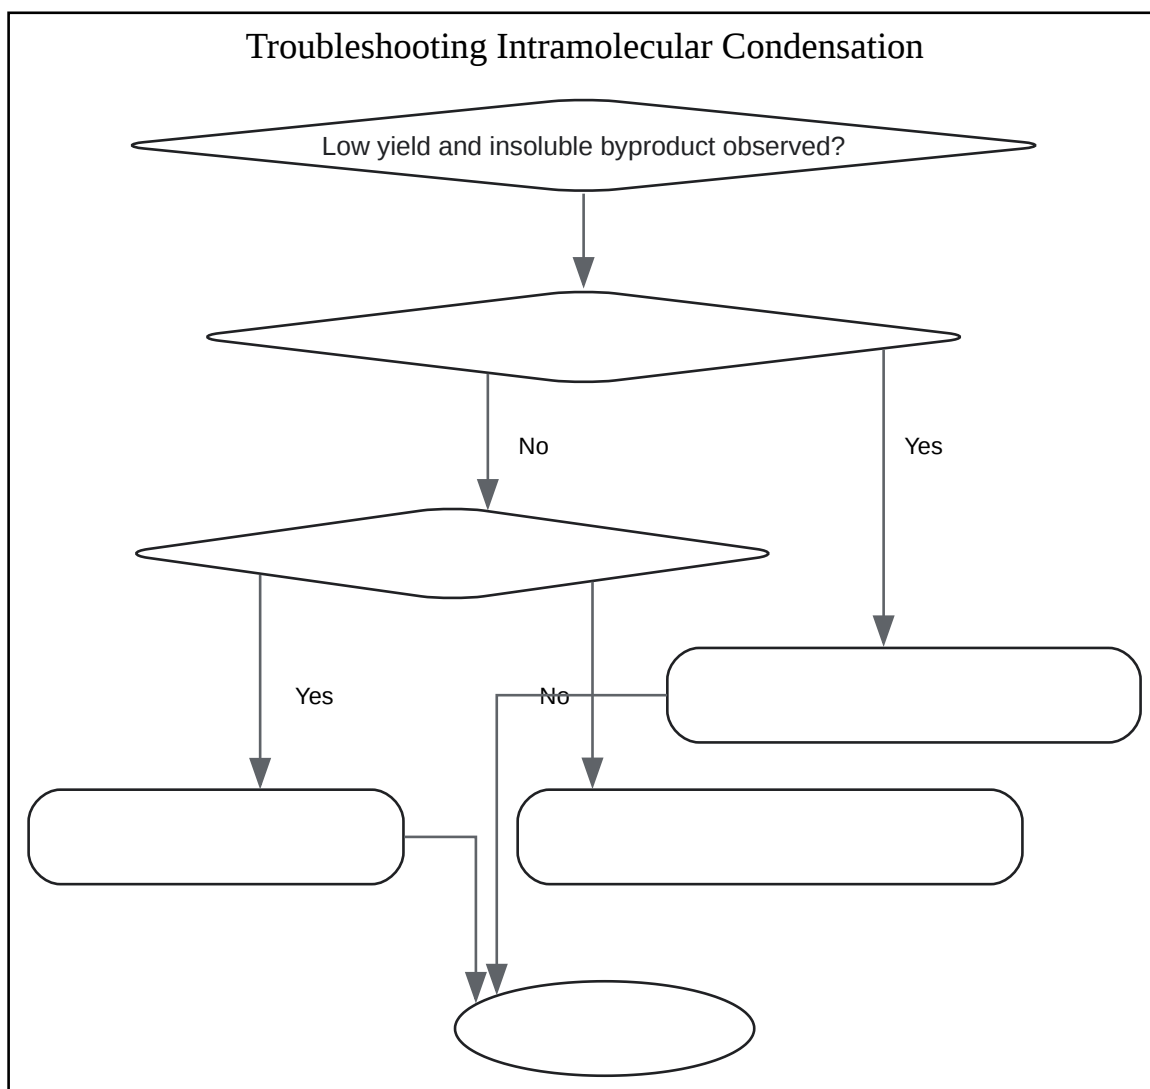 Troubleshooting Intramolecular Condensation
Low yield and insoluble byproduct observed?
No
Yes
Yes
No